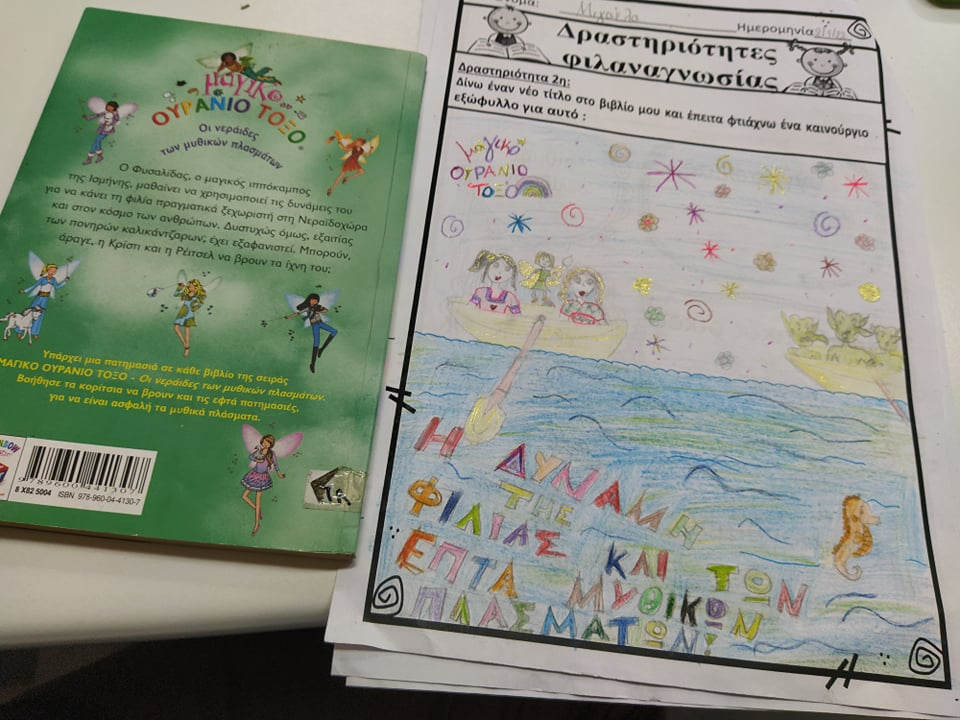 μαγικό
ΟΥΡΑΝΙΟ ΤΟΞΟ
Οι νεράιδες
των μυθικών πλασμάτων
Ο Φυσαλίδας, ο μαγικός ιππόκαμπος
της Ισμήνης, μαθαίνει να χρησιμοποιεί τις δυνάμεις του
για να κάνει τη φιλία πραγματικά ξεχωριστή στη Νεραϊδοχώρα
και στον κόσμο των ανθρώπων. Δυστυχώς όμως, εξαιτίας
των πονηρών καλικάντζαρων, έχει εξαφανιστεί. Μπορούν,
άραγε, η Κρίστι και η Ρέιτσελ να βρουν τα ίχνη του;
Υπάρχει μια πατημασιά σε κάθε βιβλίο της σειράς
ΜΑΓΙΚΟ ΟΥΡΑΝΙΟ ΤΟΞΟ - Οι νεράιδες των μυθικών πλασμάτων.
Βοήθησε τα κορίτσια να βρουν και τις εφτά πατημασιές,
για να είναι ασφαλή τα μυθικά πλάσματα.
9789600441307
8 Χ82 5004 ISBN 978-960-04-4130-7
Ημερομηνία
Δραστηριότητες
φιλαναγνωσίας
Δραστηριότητα 2η:
Δίνω έναν νέο τίτλο στο βιβλίο μου και έπειτα φτιάχνω ένα καινούργιο
εξώφυλλο για αυτό :
μαγικό
ΟΥΡΑΝΙΟ
ΤΟΞΟ
Η ΔΥΝΑΜΗ
ΤΗΣ
ΦΙΛΙΑΣ ΚΑΙ ΤΩΝ
ΕΠΤΑ ΜΥΘΙΚΩΝ
ΠΛΑΣΜΑΤΩΝ!